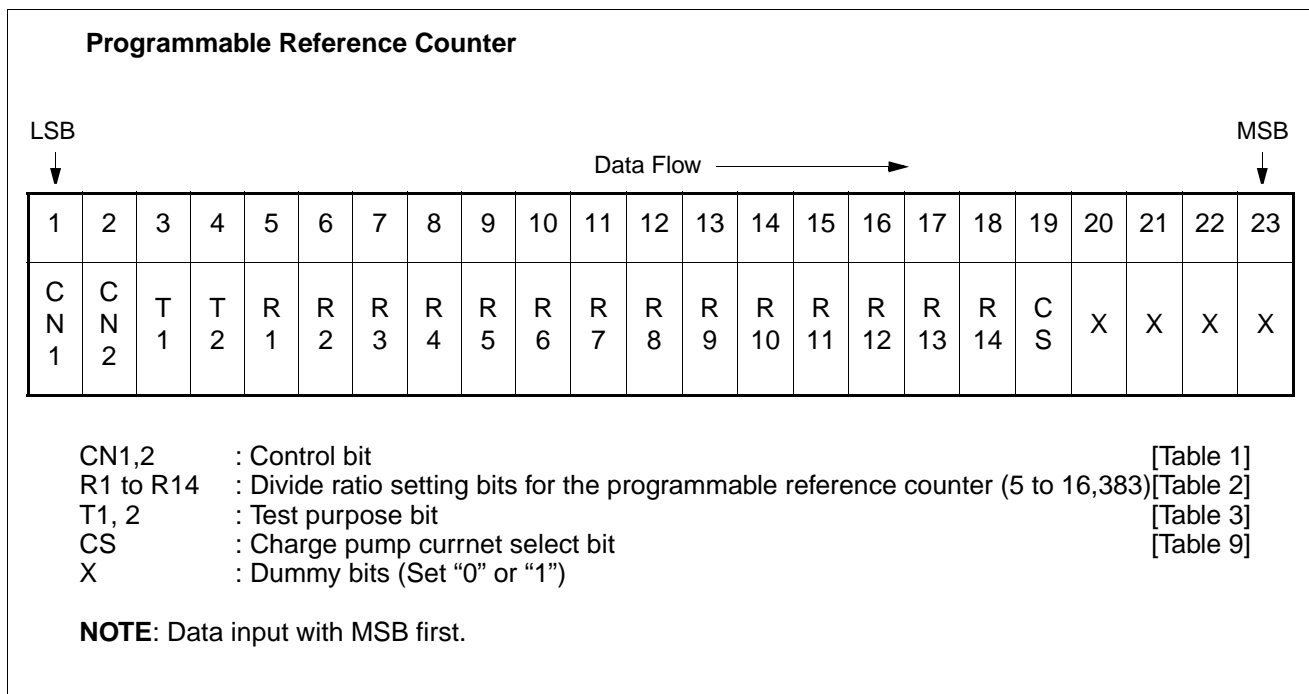 Programmable Reference Counter
LSB MSB
Data Flow
1 2 3 4 5 6 7 8 9 10 11 12 13 14 15 16 17 18 19 20 21 22 23
CN1 CN2 T1 T2 R1 R2 R3 R4 R5 R6 R7 R8 R9 R10 R11 R12 R13 R14 CS X X X X
CN1,2 : Control bit [Table 1]
R1 to R14 : Divide ratio setting bits for the programmable reference counter (5 to 16,383)[Table 2]
T1, 2 : Test purpose bit [Table 3]
CS : Charge pump currnet select bit [Table 9]
X : Dummy bits (Set “0” or “1”)
NOTE: Data input with MSB first.